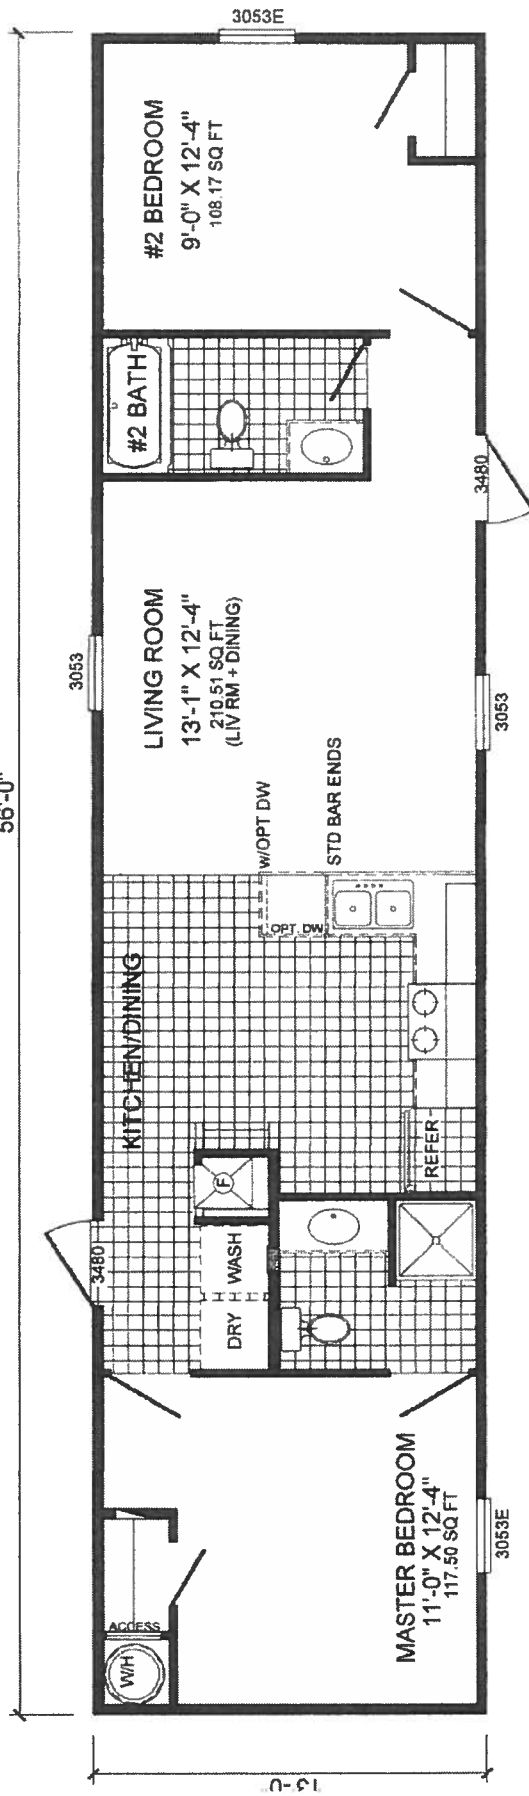 3053E
#2 BEDROOM
9'-0" X 12'-4"
108.17 SQ FT
#2 BATH
3480
LIVING ROOM
13'-1" X 12'-4"
210.51 SQ FT
(LIV RM + DINING)
3053
3053
56'-0"
w/OPT DW
STD BAR ENDS
OPT. DW
KITCHEN/DINING
REFER
F
3480
WASH
DRY
MASTER BEDROOM
11'-0" X 12'-4"
117.50 SQ FT
3053E
ACCESS
W/H